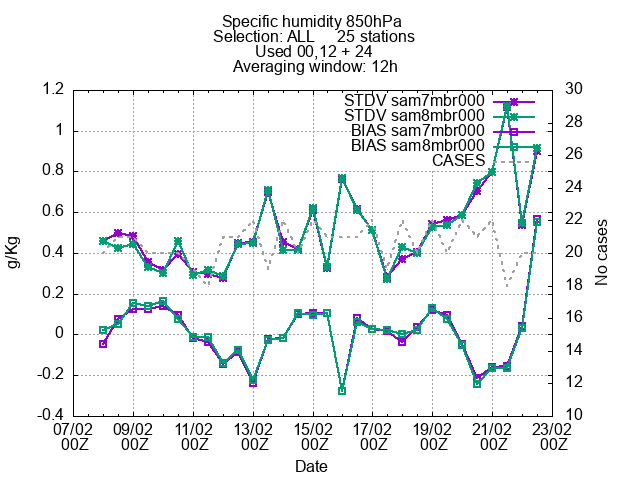 Specific humidity 850hPa
Selection: ALL 25 stations
Used 00,12 + 24
Averaging window: 12h
STDV sam7mbr000
STDV sam8mbr000
BIAS sam7mbr000
BIAS sam8mbr000
CASES
1.2
1
0.8
0.6
0.4
0.2
0
-0.2
-0.4
g/Kg
30
28
26
24
22
20
18
16
14
12
10
No cases
07/02 09/02 11/02 13/02 15/02 17/02 19/02 21/02 23/02
00Z 00Z 00Z 00Z 00Z 00Z 00Z 00Z 00Z
Date